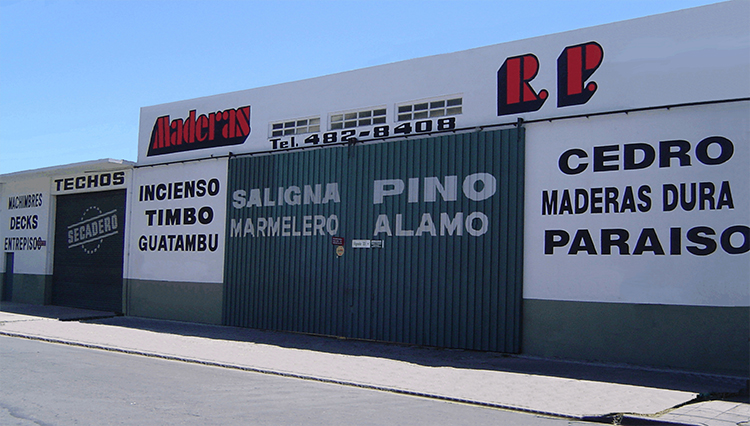 Maderas R.P.
Tel. 482-8408
TECHOS
MACHIMBRES
DECKS
ENTREPISO
SECADERO
INCIENSO
TIMBO
GUATAMBU
SALIGNA PINO
MARMELERO ALAMO
CEDRO
MADERAS DURA
PARAISO